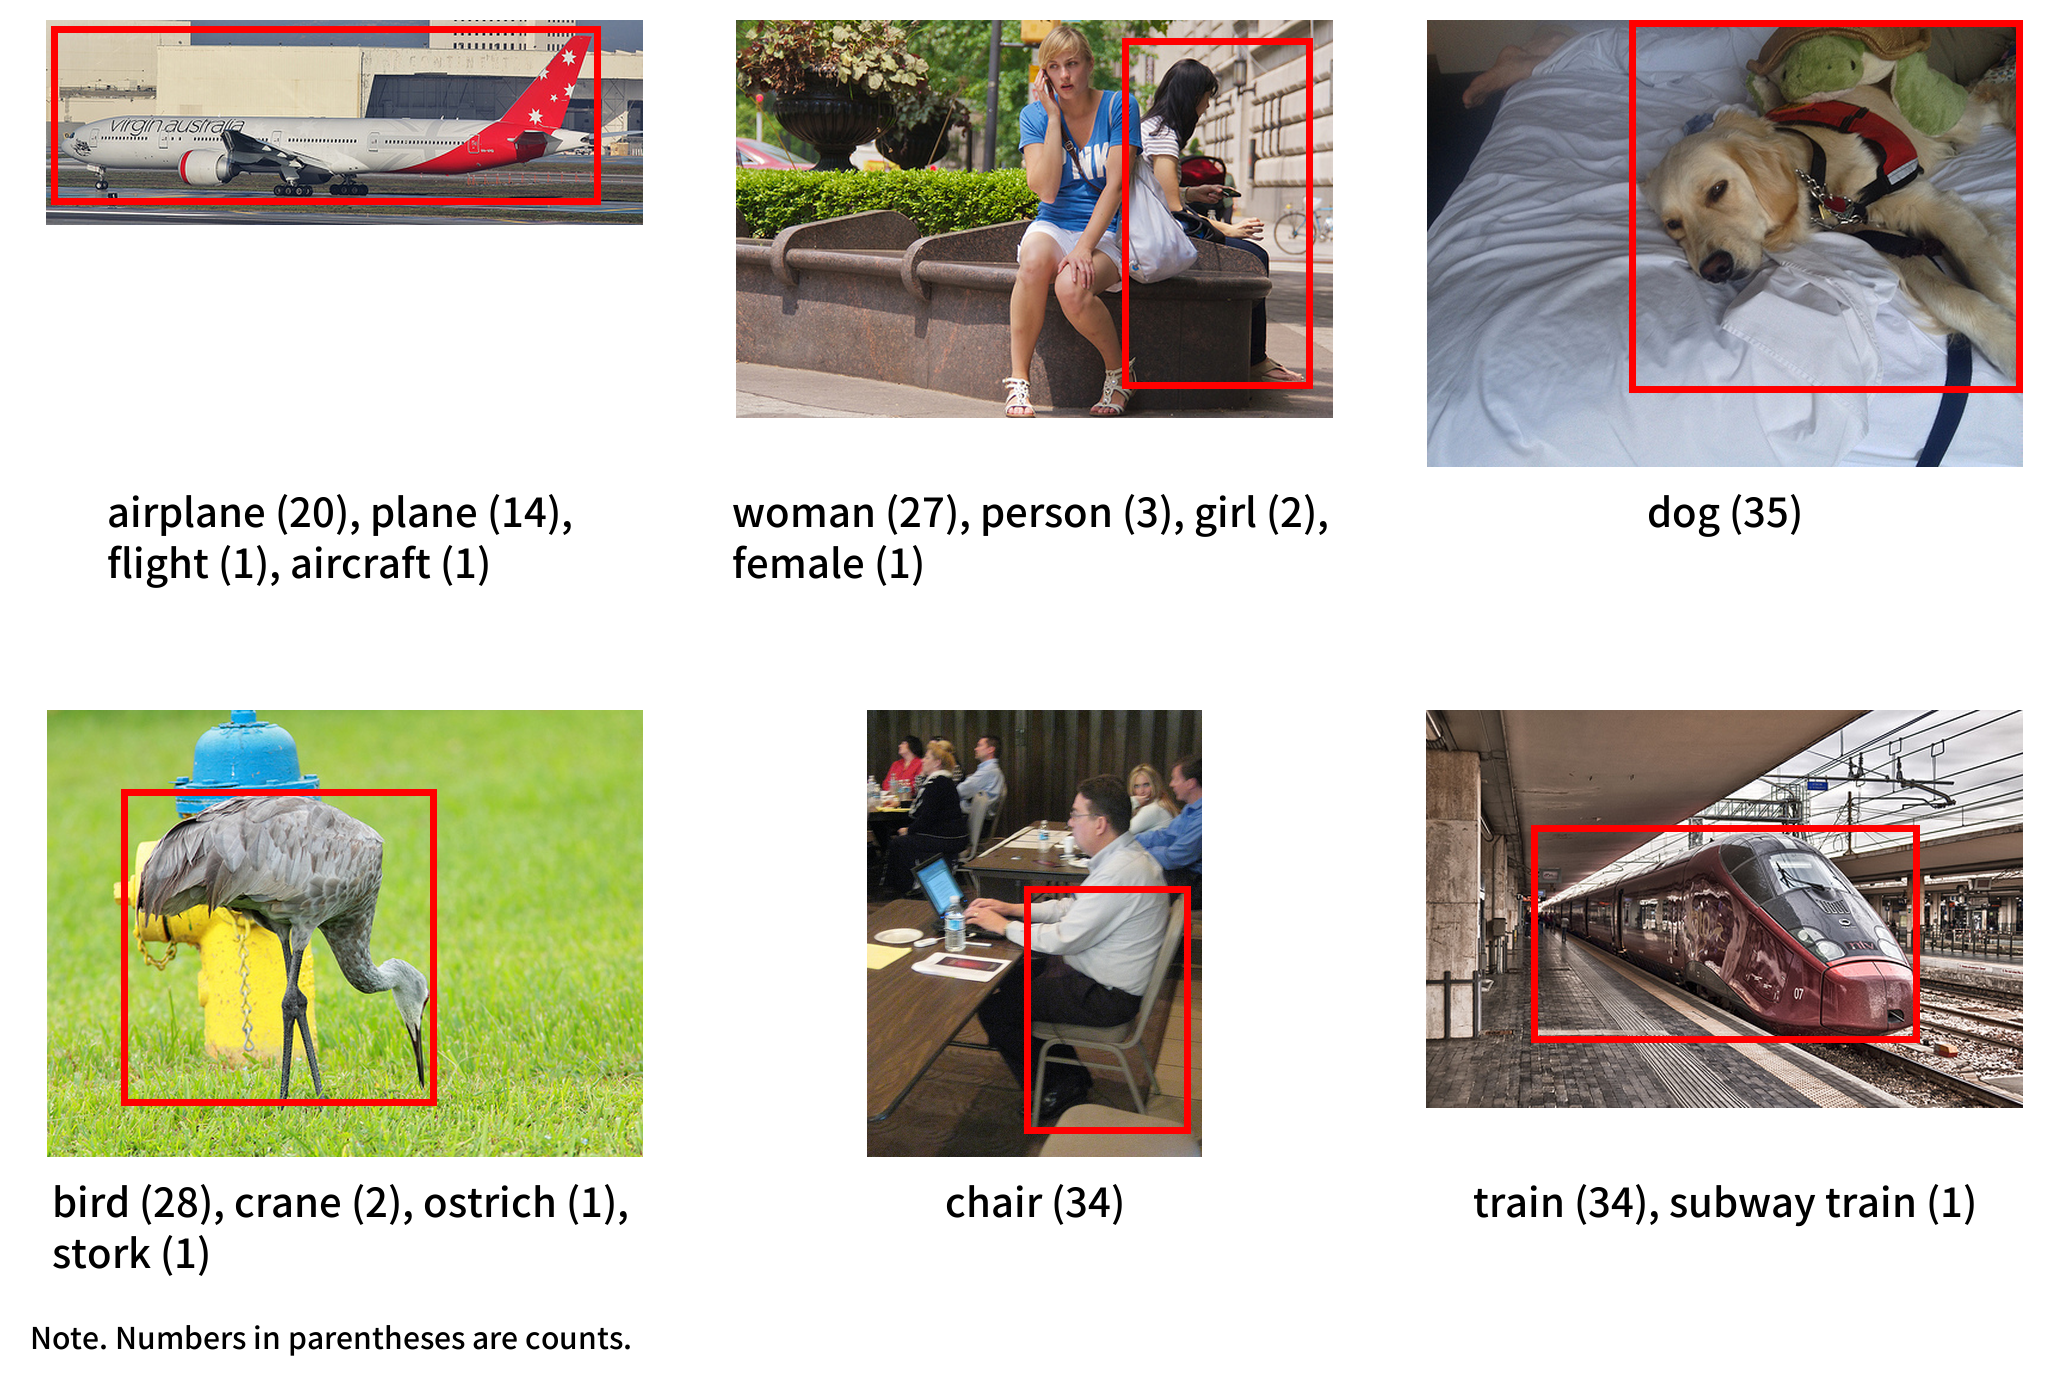 virgin australia
NK
airplane (20), plane (14),
flight (1), aircraft (1)
woman (27), person (3), girl (2),
female (1)
dog (35)
07
bird (28), crane (2), ostrich (1),
stork (1)
chair (34)
train (34), subway train (1)
Note. Numbers in parentheses are counts.